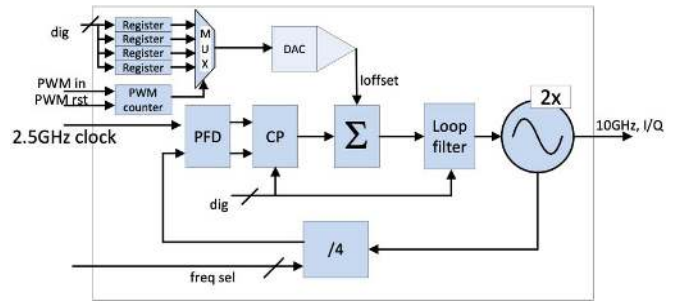 dig
Register
Register
Register
Register
M
U
X
DAC
PWM in
PWM rst
PWM
counter
Ioffset
2x
2.5GHz clock
PFD
CP
Σ
Loop
filter
10GHz, I/Q
dig
/4
freq sel